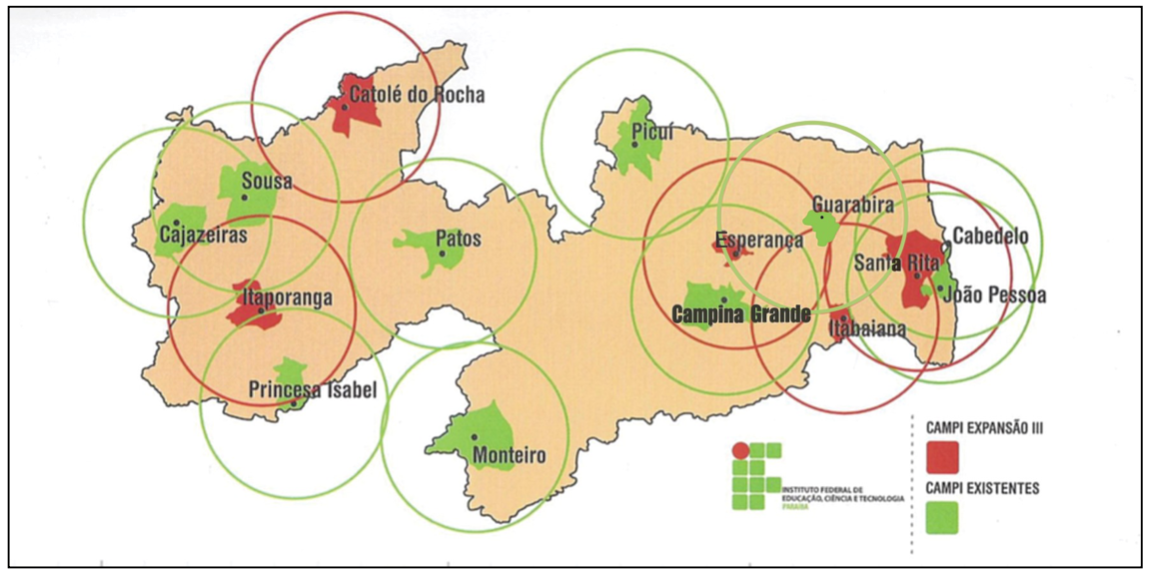 Catolé do Rocha
Picuí
Sousa
Guarabira
Cajazeiras
Patos
Esperança
Cabedelo
Santa Rita
Itaporanga
João Pessoa
Campina Grande
Itabaiana
Princesa Isabel
Monteiro
CAMPI EXPANSÃO III
CAMPI EXISTENTES
INSTITUTO FEDERAL DE
EDUCAÇÃO, CIÊNCIA E TECNOLOGIA
PARAÍBA